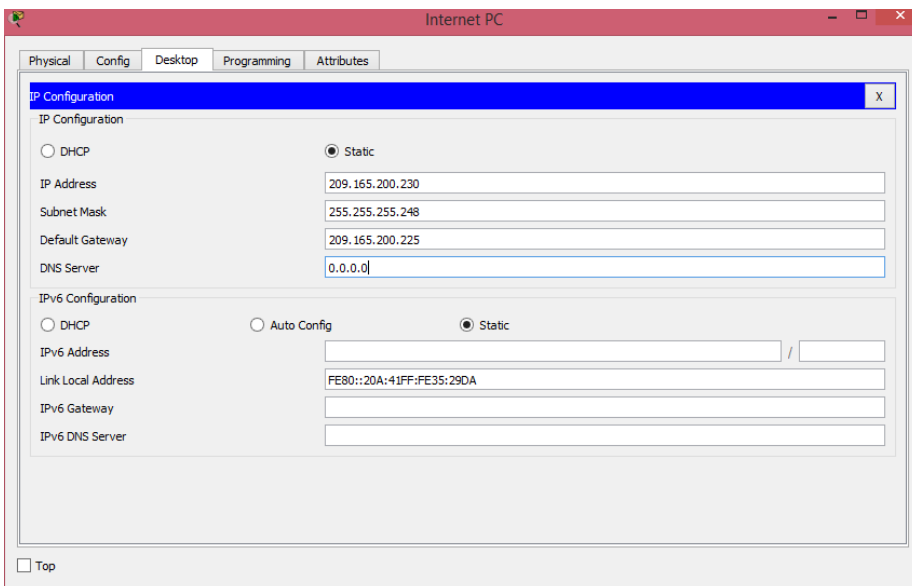 Internet PC
Physical Config Desktop Programming Attributes
IP Configuration X
IP Configuration
DHCP Static
IP Address 209.165.200.230
Subnet Mask 255.255.255.248
Default Gateway 209.165.200.225
DNS Server 0.0.0.0
IPv6 Configuration
DHCP Auto Config Static
IPv6 Address /
Link Local Address FE80::20A:41FF:FE35:29DA
IPv6 Gateway
IPv6 DNS Server
Top